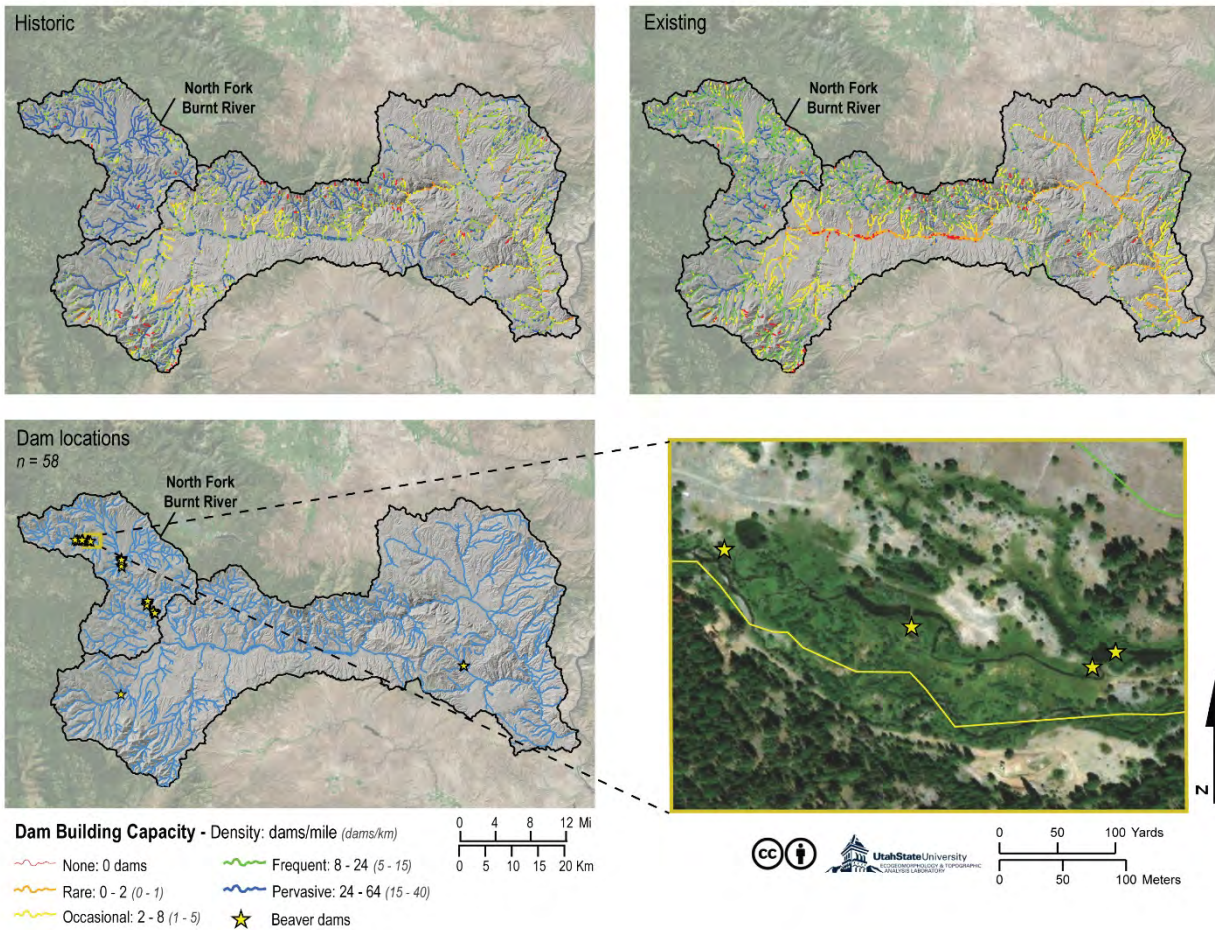 Historic
North Fork
Burnt River
Existing
North Fork
Burnt River
Dam locations
n = 58
North Fork
Burnt River
Dam Building Capacity - Density: dams/mile (dams/km)
None: 0 dams
Rare: 0 - 2 (0 - 1)
Occasional: 2 - 8 (1 - 5)
Frequent: 8 - 24 (5 - 15)
Pervasive: 24 - 64 (15 - 40)
Beaver dams
0 4 8 12 Mi
0 5 10 15 20 Km
cc
UtahStateUniversity
ECOGEOMORPHOLOGY & TOPOGRAPHIC
ANALYSIS LABORATORY
0 50 100 Yards
0 50 100 Meters
N